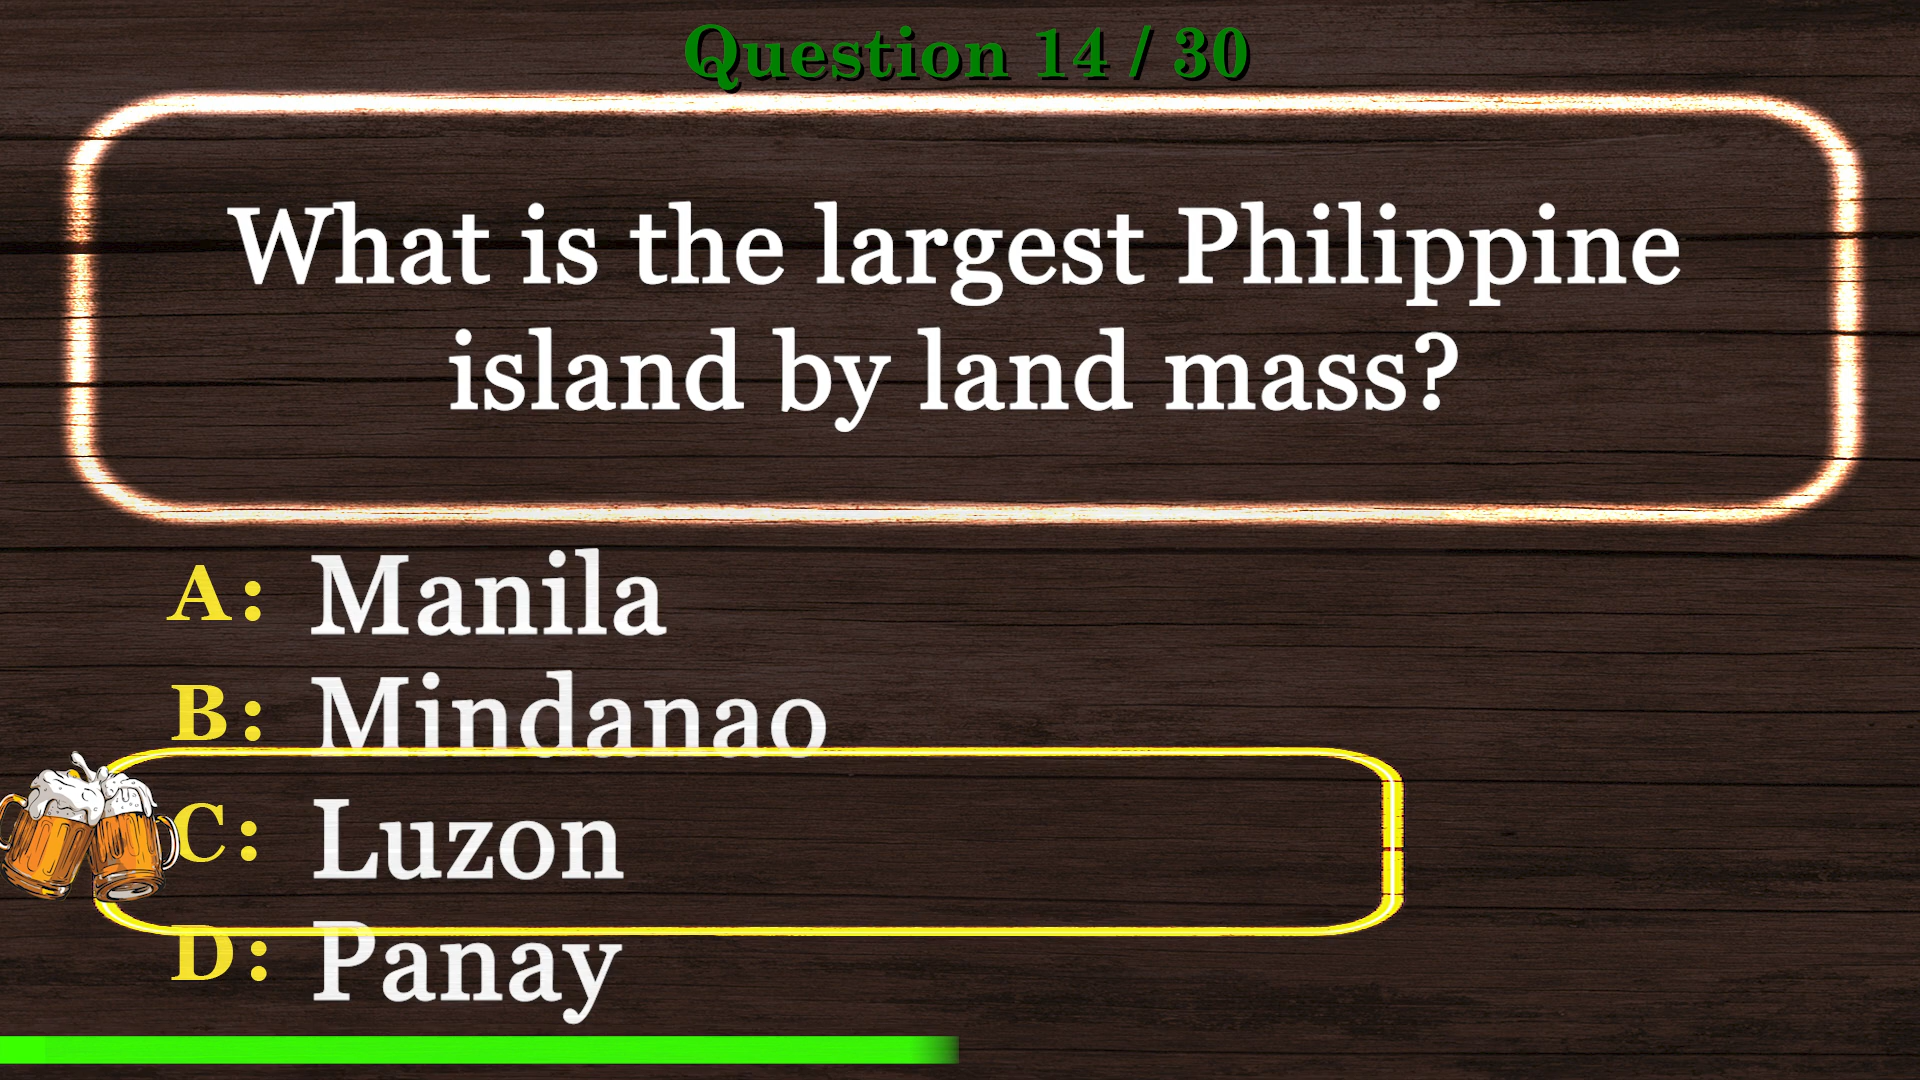 Question 14 / 30
What is the largest Philippine
island by land mass?
A: Manila
B: Mindanao
C: Luzon
D: Panay